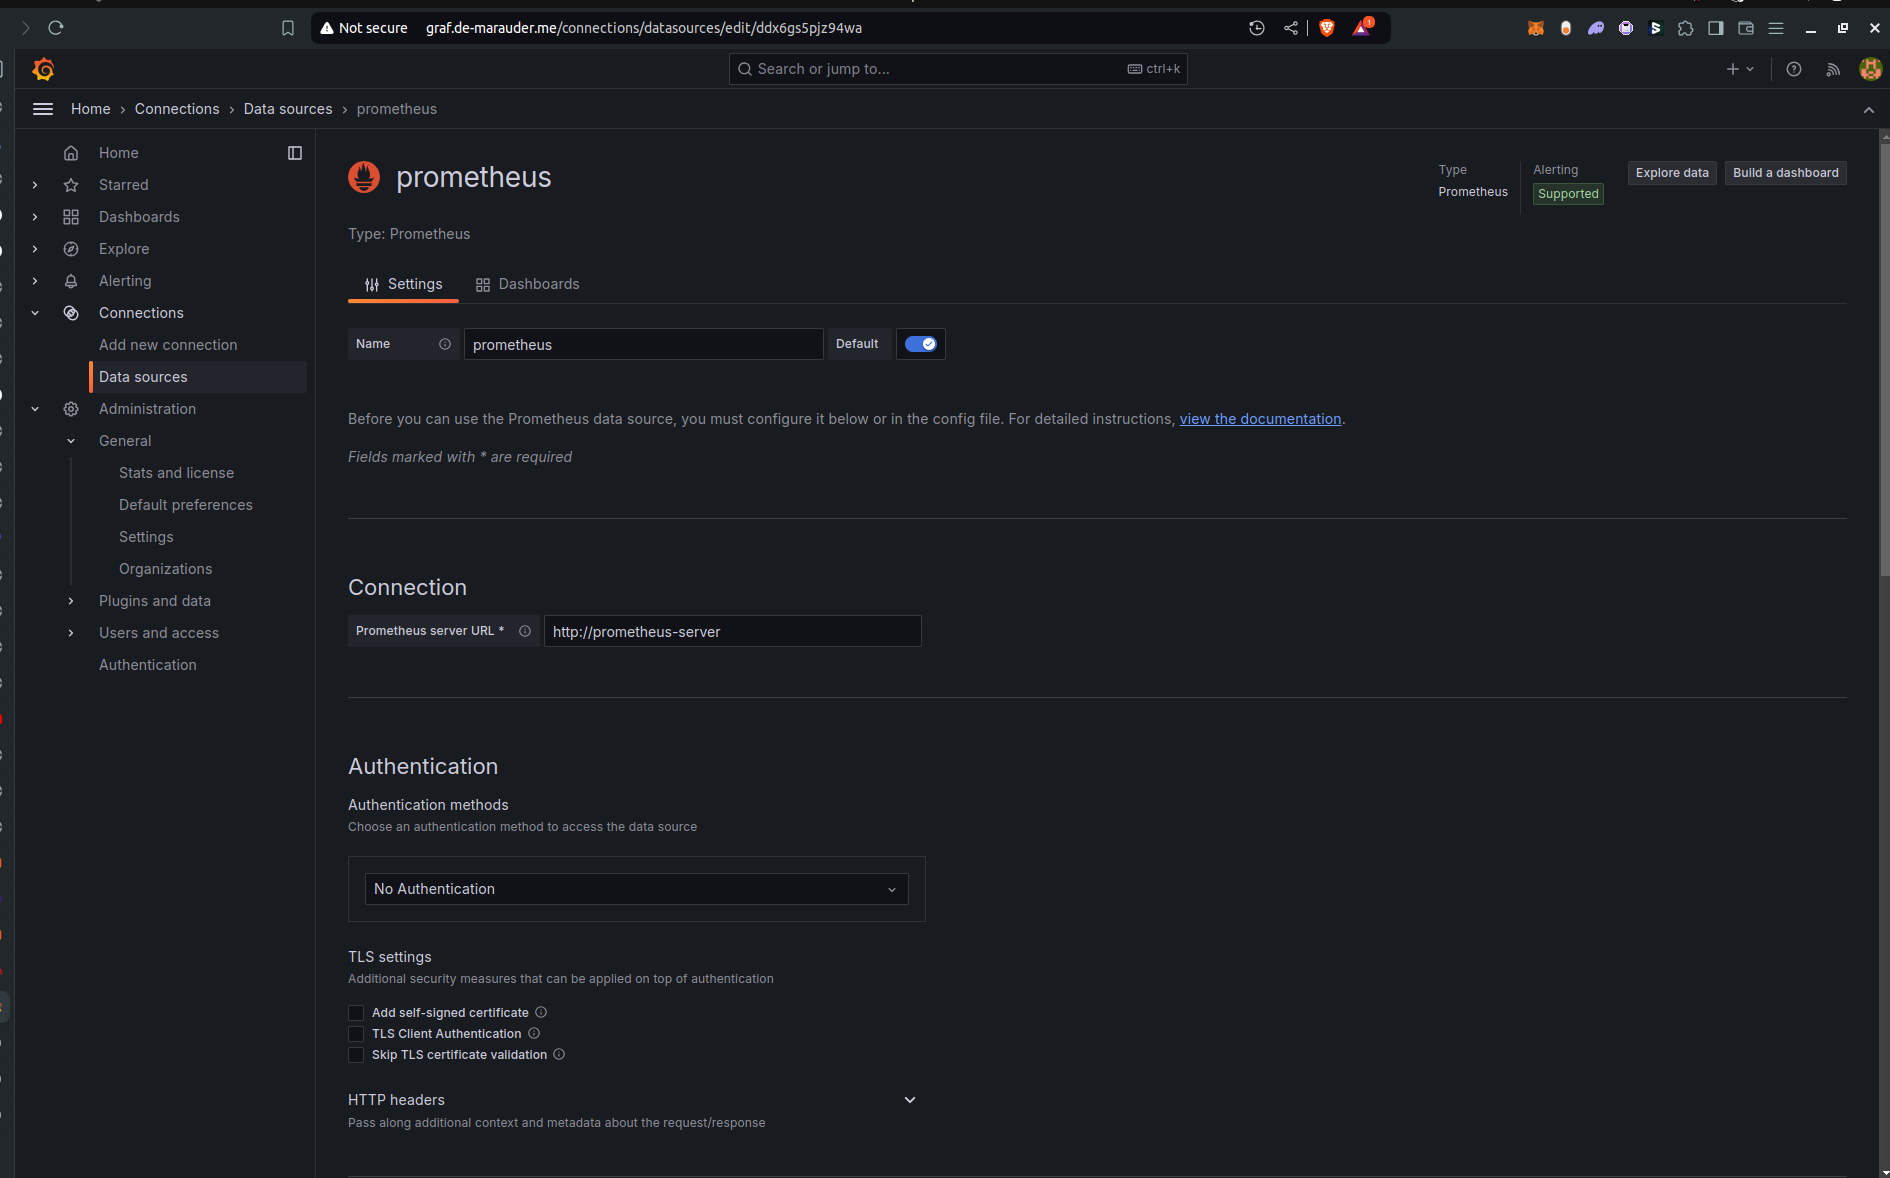 Not secure graf.de-marauder.me/connections/datasources/edit/ddx6gs5pjz94wa
1
Search or jump to...
ctrl+k
Home › Connections › Data sources › prometheus
Home
Starred
Dashboards
Explore
Alerting
Connections
Add new connection
Data sources
Administration
General
Stats and license
Default preferences
Settings
Organizations
Plugins and data
Users and access
Authentication
prometheus
Type
Prometheus
Alerting
Supported
Explore data
Build a dashboard
Type: Prometheus
Settings
Dashboards
Name
prometheus
Default
Before you can use the Prometheus data source, you must configure it below or in the config file. For detailed instructions, view the documentation.
Fields marked with * are required
Connection
Prometheus server URL *
http://prometheus-server
Authentication
Authentication methods
Choose an authentication method to access the data source
No Authentication
TLS settings
Additional security measures that can be applied on top of authentication
Add self-signed certificate
TLS Client Authentication
Skip TLS certificate validation
HTTP headers
Pass along additional context and metadata about the request/response